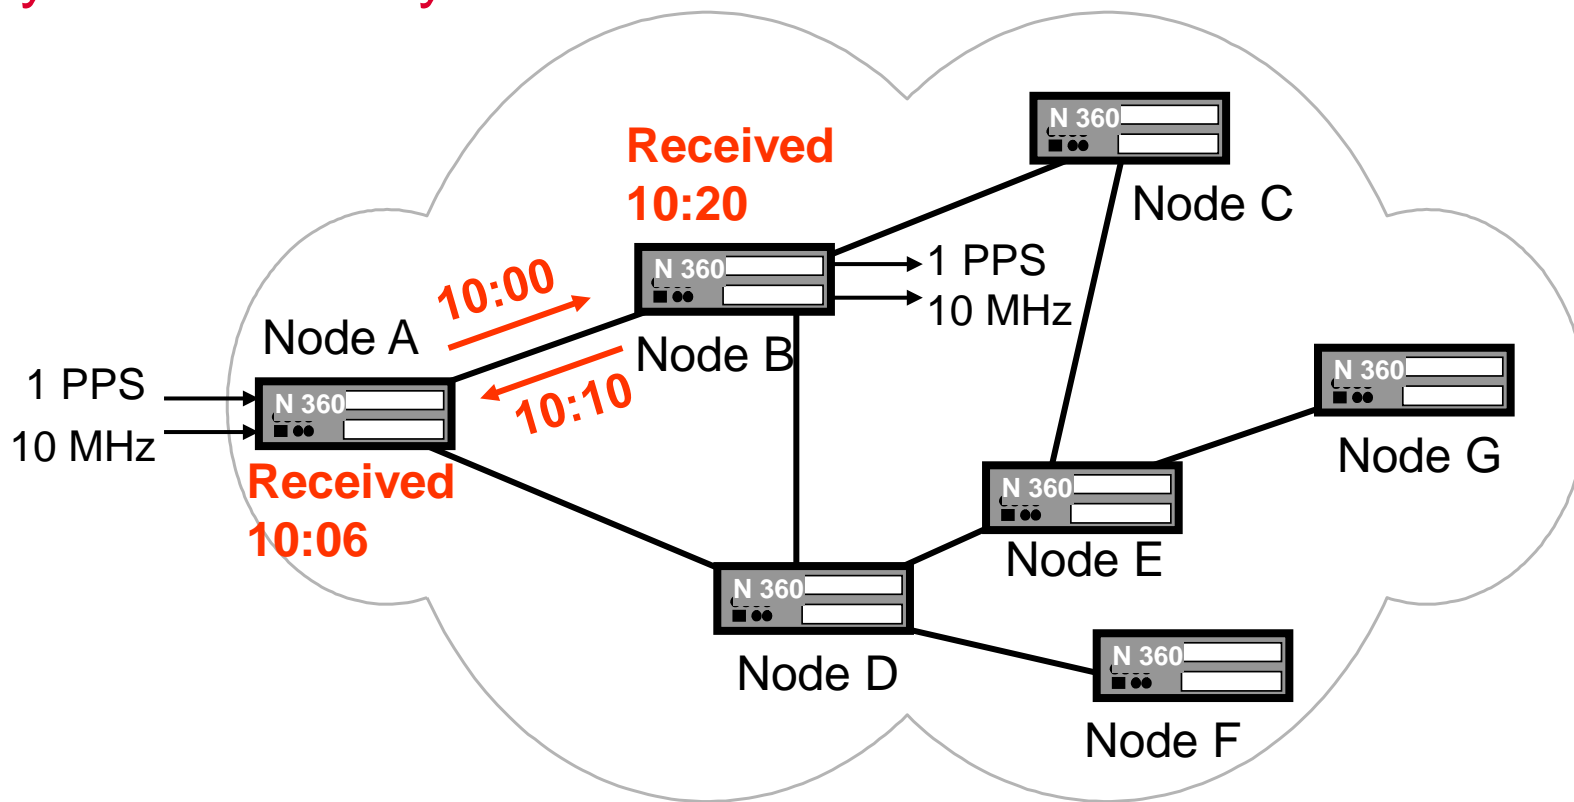 Received
10:20
N 360
Node C
10:00
N 360
1 PPS
10 MHz
Node A
Node B
1 PPS
10 MHz
N 360
10:10
N 360
Node G
Received
10:06
N 360
Node E
N 360
Node D
N 360
Node F